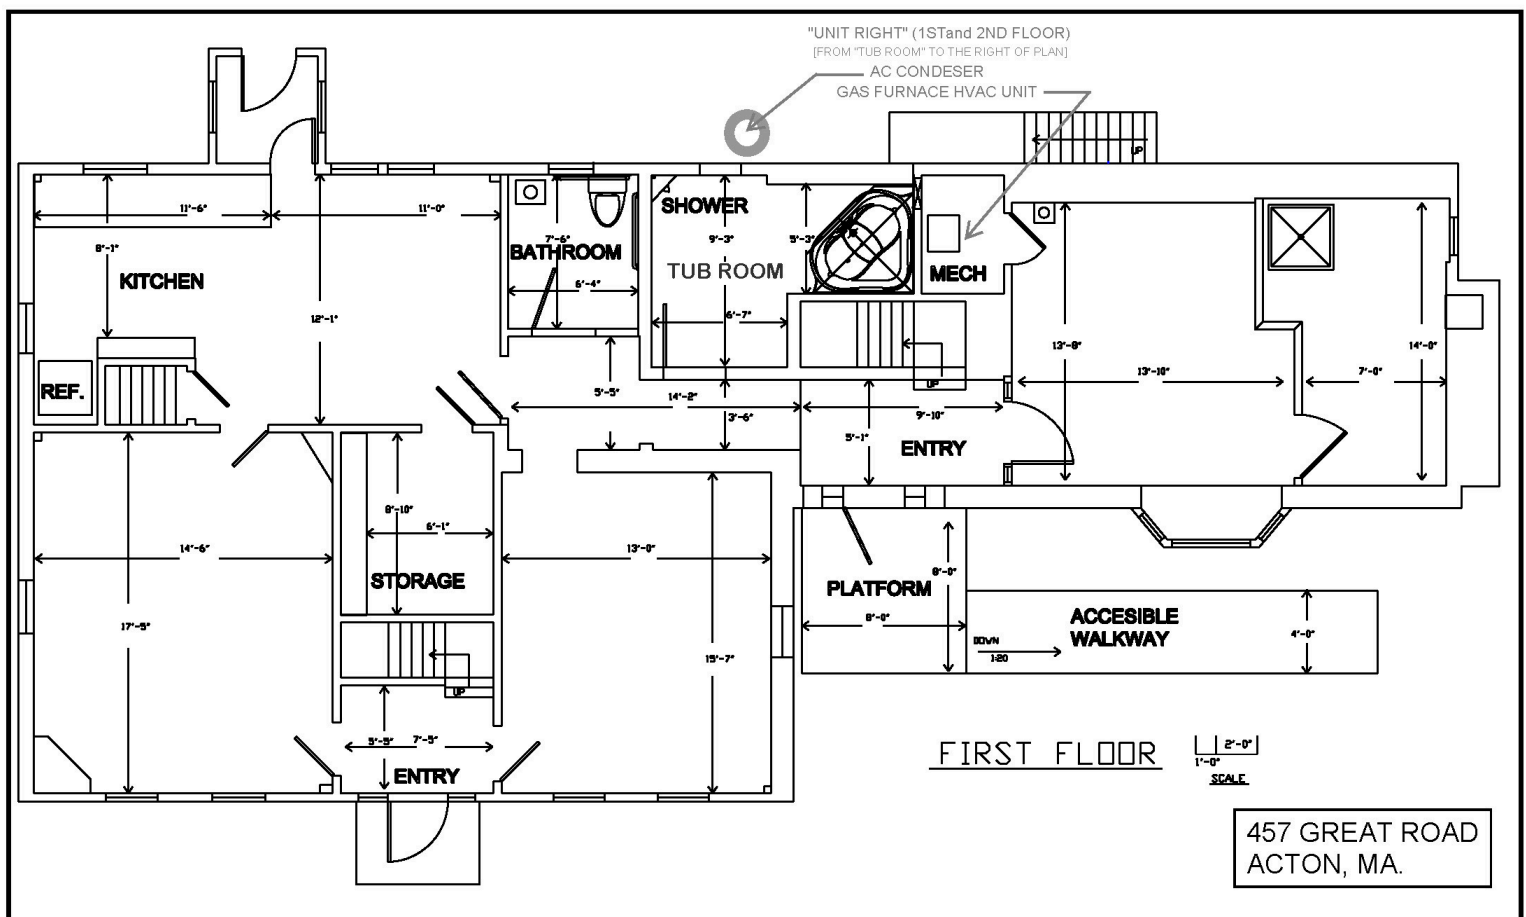 "UNIT RIGHT" (1STand 2ND FLOOR)
[FROM "TUB ROOM" TO THE RIGHT OF PLAN]
AC CONDESER
GAS FURNACE HVAC UNIT
UP
11'-6"
11'-0"
8'-1"
KITCHEN
12'-1"
REF.
7'-6"
BATHROOM
6'-4"
SHOWER
9'-3"
5'-3"
TUB ROOM
6'-7"
MECH
UP
13'-8"
13'-10"
14'-0"
7'-0"
5'-5"
14'-2"
3'-6"
9'-10"
5'-1"
ENTRY
8'-10"
6'-1"
STORAGE
14'-6"
17'-5"
13'-0"
15'-7"
UP
5'-5"
7'-5"
ENTRY
PLATFORM
8'-0"
8'-0"
DOWN
1:20
ACCESIBLE
WALKWAY
4'-0"
FIRST FLOOR
2'-0"
1'-0"
SCALE
457 GREAT ROAD
ACTON, MA.